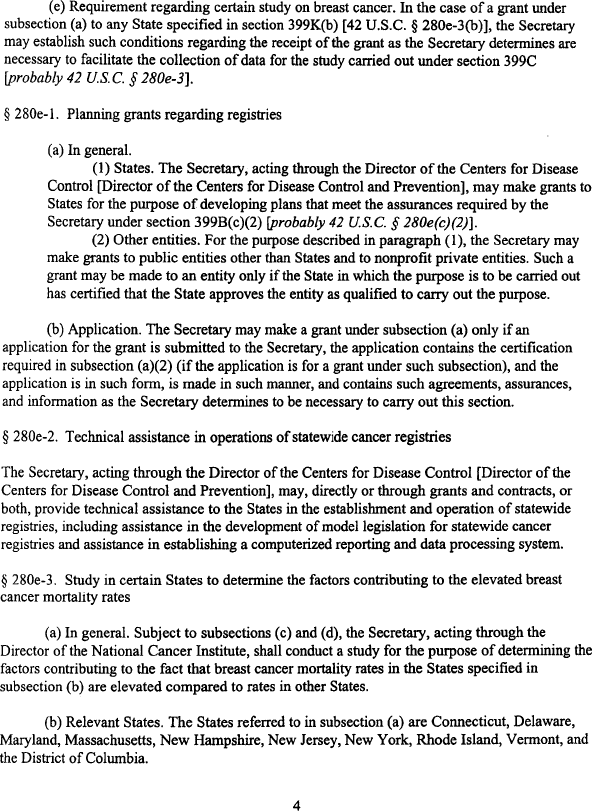 (e) Requirement regarding certain study on breast cancer. In the case of a grant under
subsection (a) to any State specified in section 399K(b) [42 U.S.C. § 280e-3(b)], the Secretary
may establish such conditions regarding the receipt of the grant as the Secretary determines are
necessary to facilitate the collection of data for the study carried out under section 399C
[probably 42 U.S.C. § 280e-3].
§ 280e-1. Planning grants regarding registries
(a) In general.
(1) States. The Secretary, acting through the Director of the Centers for Disease
Control [Director of the Centers for Disease Control and Prevention], may make grants to
States for the purpose of developing plans that meet the assurances required by the
Secretary under section 399B(c)(2) [probably 42 U.S.C. § 280e(c)(2)].
(2) Other entities. For the purpose described in paragraph (1), the Secretary may
make grants to public entities other than States and to nonprofit private entities. Such a
grant may be made to an entity only if the State in which the purpose is to be carried out
has certified that the State approves the entity as qualified to carry out the purpose.
(b) Application. The Secretary may make a grant under subsection (a) only if an
application for the grant is submitted to the Secretary, the application contains the certification
required in subsection (a)(2) (if the application is for a grant under such subsection), and the
application is in such form, is made in such manner, and contains such agreements, assurances,
and information as the Secretary determines to be necessary to carry out this section.
§ 280e-2. Technical assistance in operations of statewide cancer registries
The Secretary, acting through the Director of the Centers for Disease Control [Director of the
Centers for Disease Control and Prevention], may, directly or through grants and contracts, or
both, provide technical assistance to the States in the establishment and operation of statewide
registries, including assistance in the development of model legislation for statewide cancer
registries and assistance in establishing a computerized reporting and data processing system.
§ 280e-3. Study in certain States to determine the factors contributing to the elevated breast
cancer mortality rates
(a) In general. Subject to subsections (c) and (d), the Secretary, acting through the
Director of the National Cancer Institute, shall conduct a study for the purpose of determining the
factors contributing to the fact that breast cancer mortality rates in the States specified in
subsection (b) are elevated compared to rates in other States.
(b) Relevant States. The States referred to in subsection (a) are Connecticut, Delaware,
Maryland, Massachusetts, New Hampshire, New Jersey, New York, Rhode Island, Vermont, and
the District of Columbia.
4